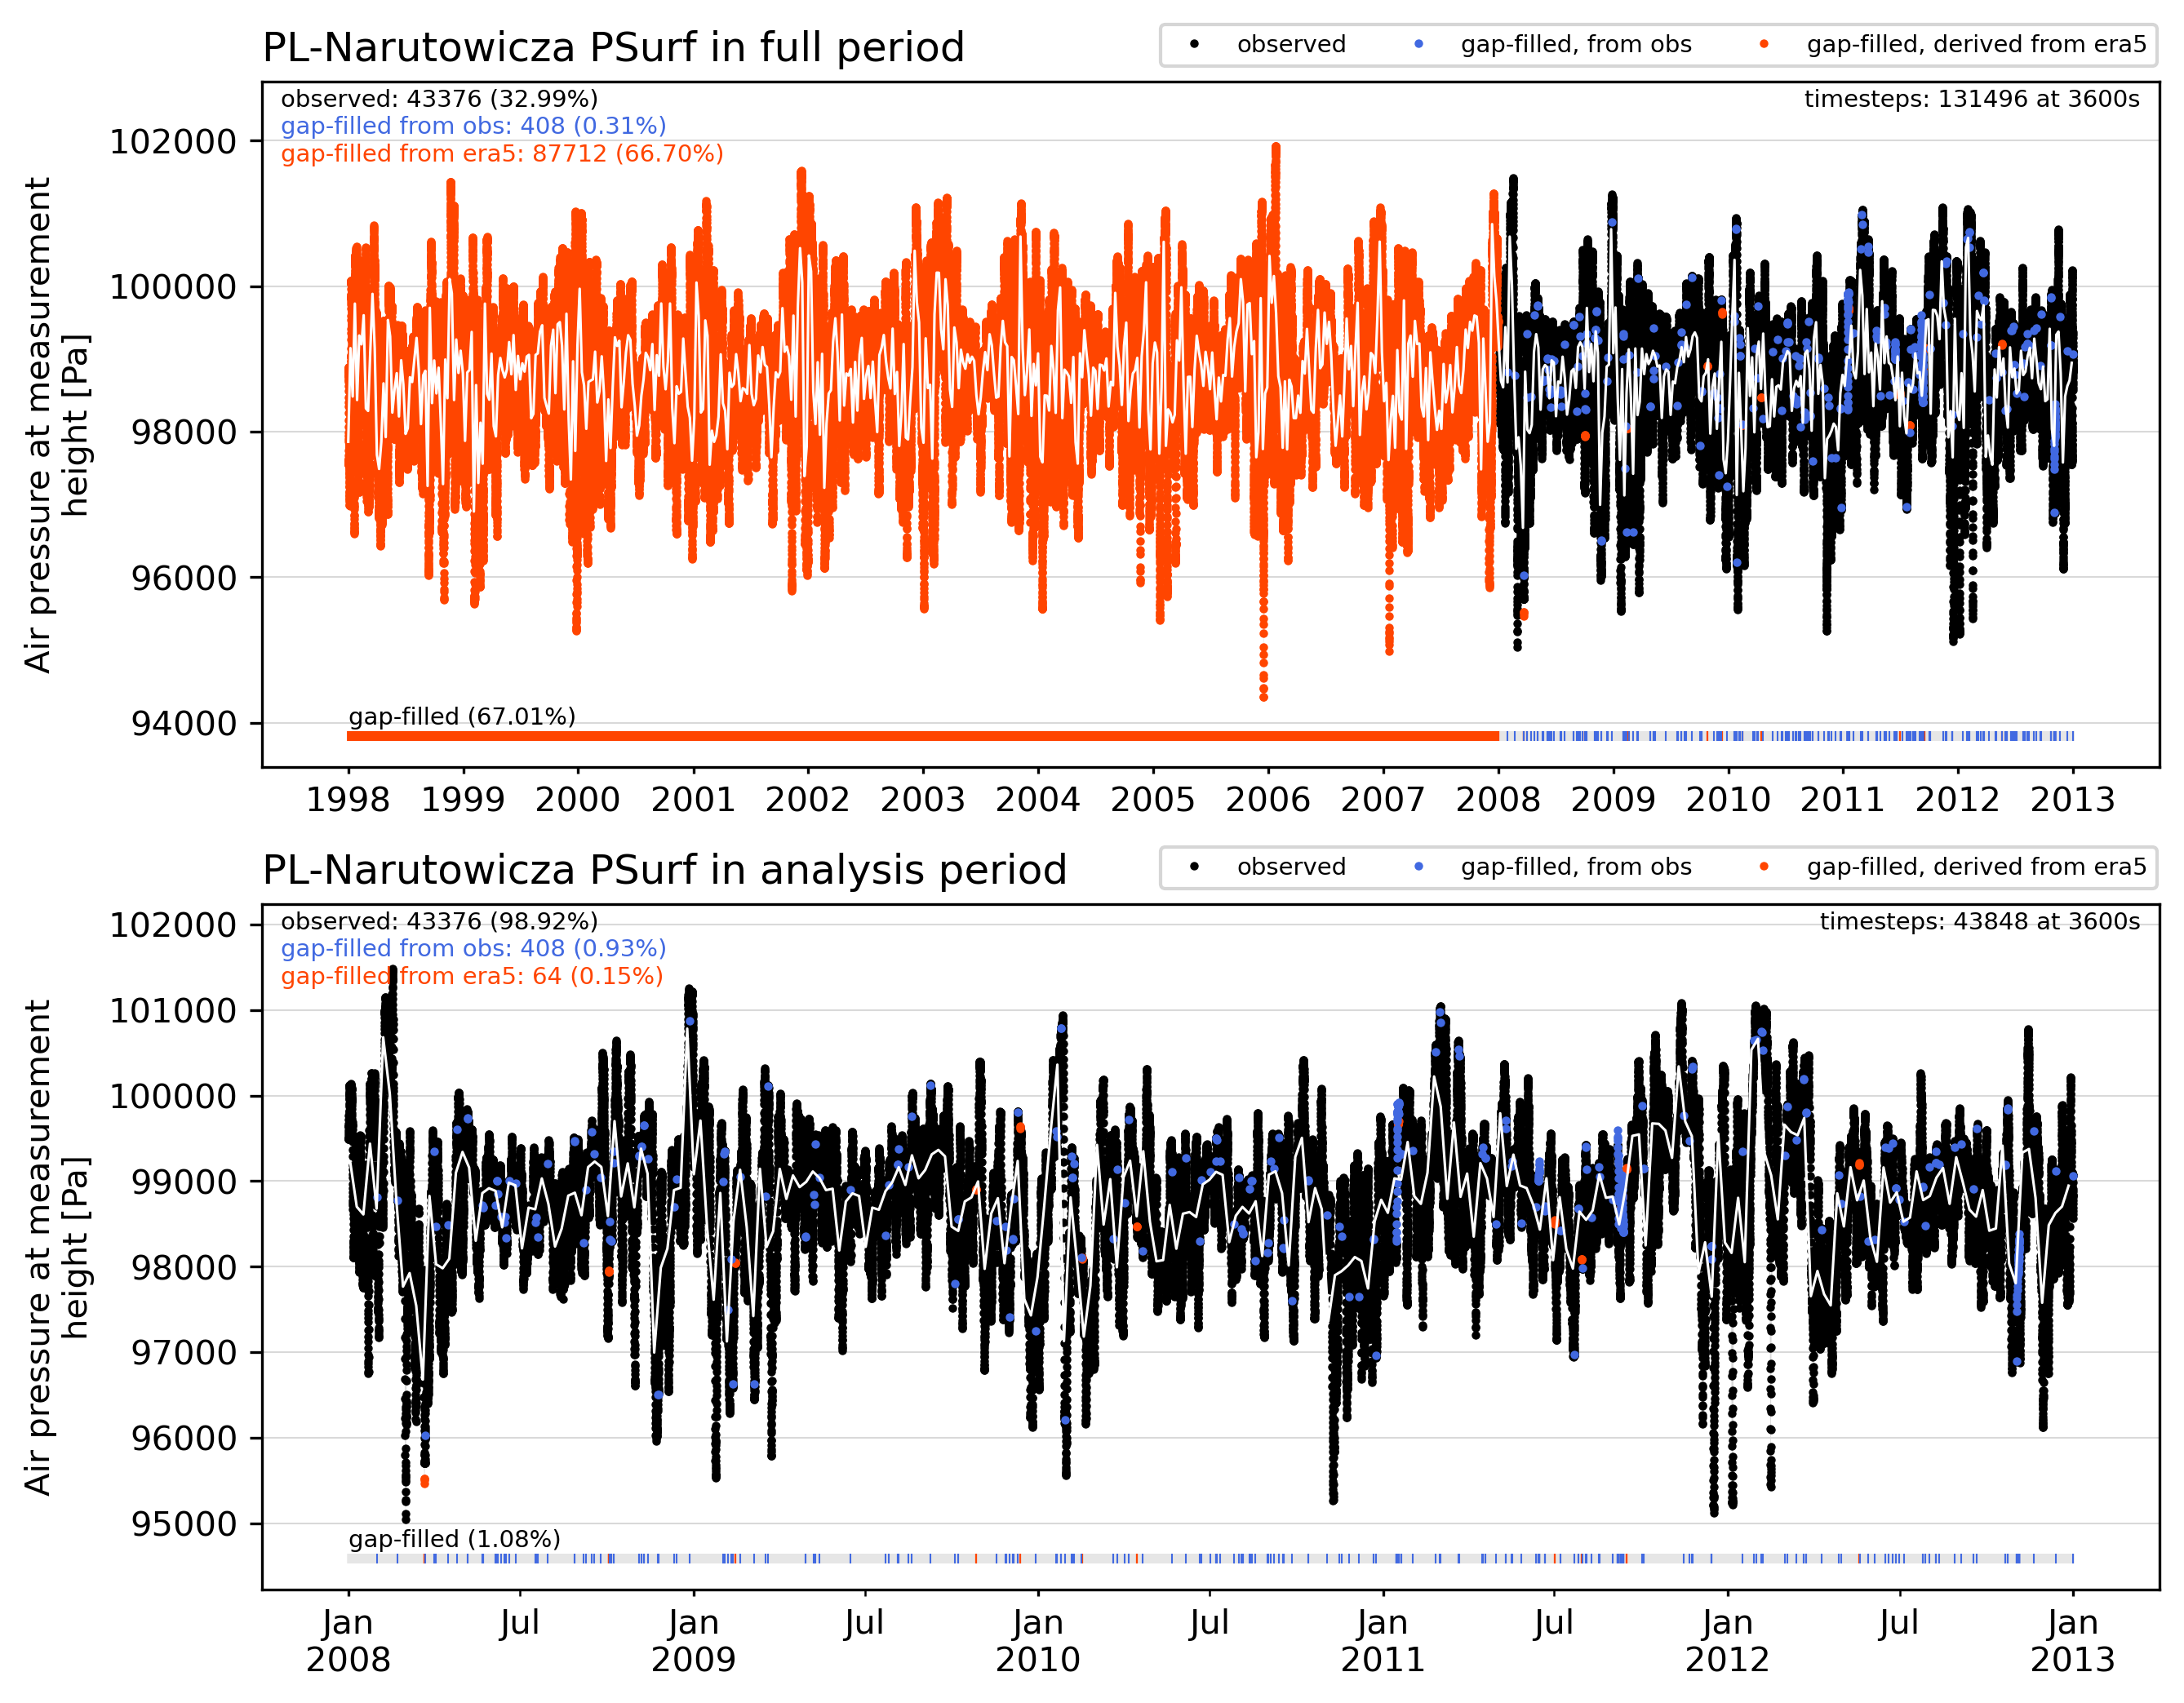 PL-Narutowicza PSurf in full period
observed
gap-filled, from obs
gap-filled, derived from era5
observed: 43376 (32.99%)
timesteps: 131496 at 3600s
gap-filled from obs: 408 (0.31%)
gap-filled from era5: 87712 (66.70%)
102000
100000
98000
96000
94000
Air pressure at measurement
height [Pa]
gap-filled (67.01%)
1998 1999 2000 2001 2002 2003 2004 2005 2006 2007 2008 2009 2010 2011 2012 2013
PL-Narutowicza PSurf in analysis period
observed
gap-filled, from obs
gap-filled, derived from era5
observed: 43376 (98.92%)
timesteps: 43848 at 3600s
gap-filled from obs: 408 (0.93%)
gap-filled from era5: 64 (0.15%)
102000
101000
100000
99000
98000
97000
96000
95000
Air pressure at measurement
height [Pa]
gap-filled (1.08%)
Jan Jul Jan Jul Jan Jul Jan Jul Jan Jul Jan
2008 2009 2010 2011 2012 2013